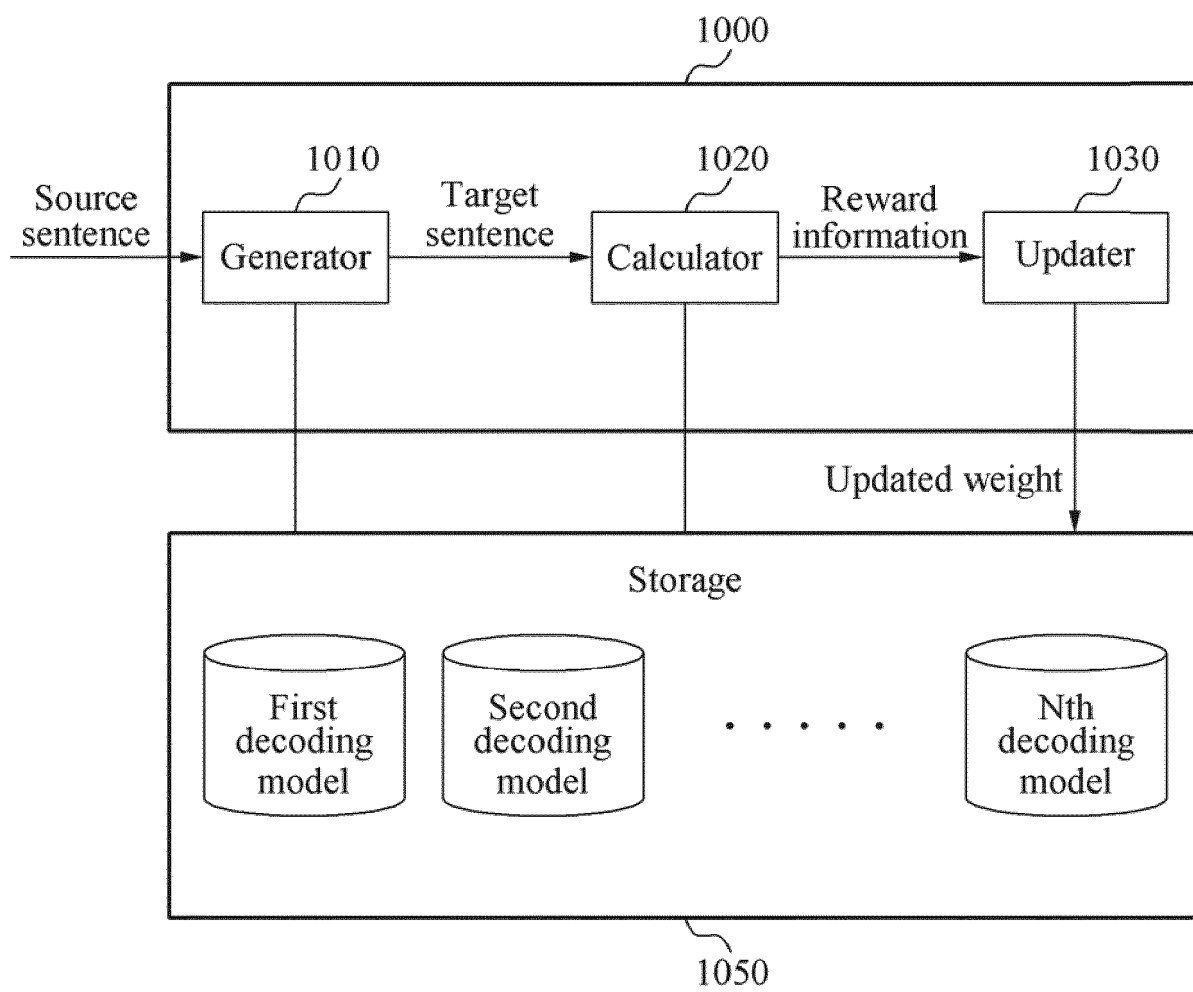 1000
1010
1020
1030
Source
sentence
Target
sentence
Reward
information
Generator
Calculator
Updater
Updated weight
Storage
First
decoding
model
Second
decoding
model
Nth
decoding
model
1050